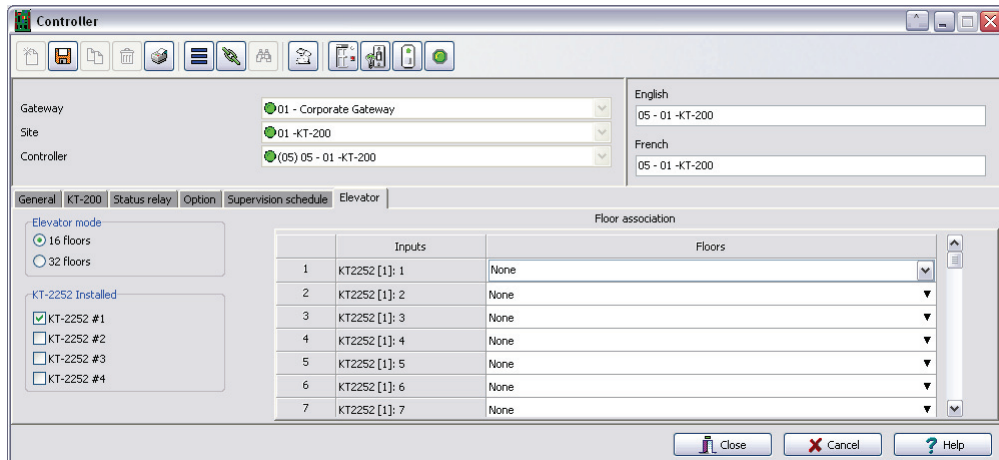 Controller
English
Gateway
01 - Corporate Gateway
05 - 01 -KT-200
Site
01 -KT-200
French
Controller
(05) 05 - 01 -KT-200
05 - 01 -KT-200
General KT-200 Status relay Option Supervision schedule Elevator
Elevator mode
16 floors
32 floors
KT-2252 Installed
KT-2252 #1
KT-2252 #2
KT-2252 #3
KT-2252 #4
Floor association
Inputs Floors
1 KT2252 [1]: 1 None
2 KT2252 [1]: 2 None
3 KT2252 [1]: 3 None
4 KT2252 [1]: 4 None
5 KT2252 [1]: 5 None
6 KT2252 [1]: 6 None
7 KT2252 [1]: 7 None
Close Cancel Help